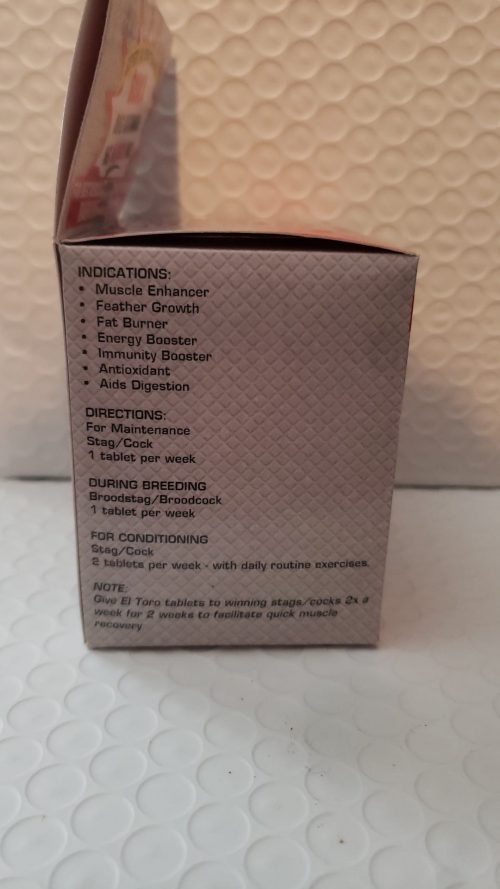 INDICATIONS:
• Muscle Enhancer
• Feather Growth
• Fat Burner
• Energy Booster
• Immunity Booster
• Antioxidant
• Aids Digestion
DIRECTIONS:
For Maintenance
Stag/Cock
1 tablet per week
DURING BREEDING
Broodstag/Broodcock
1 tablet per week
FOR CONDITIONING
Stag/Cock
2 tablets per week - with daily routine exercises.
NOTE:
Give El Toro tablets to winning stags/cocks 2x a
week for 2 weeks to facilitate quick muscle
recovery